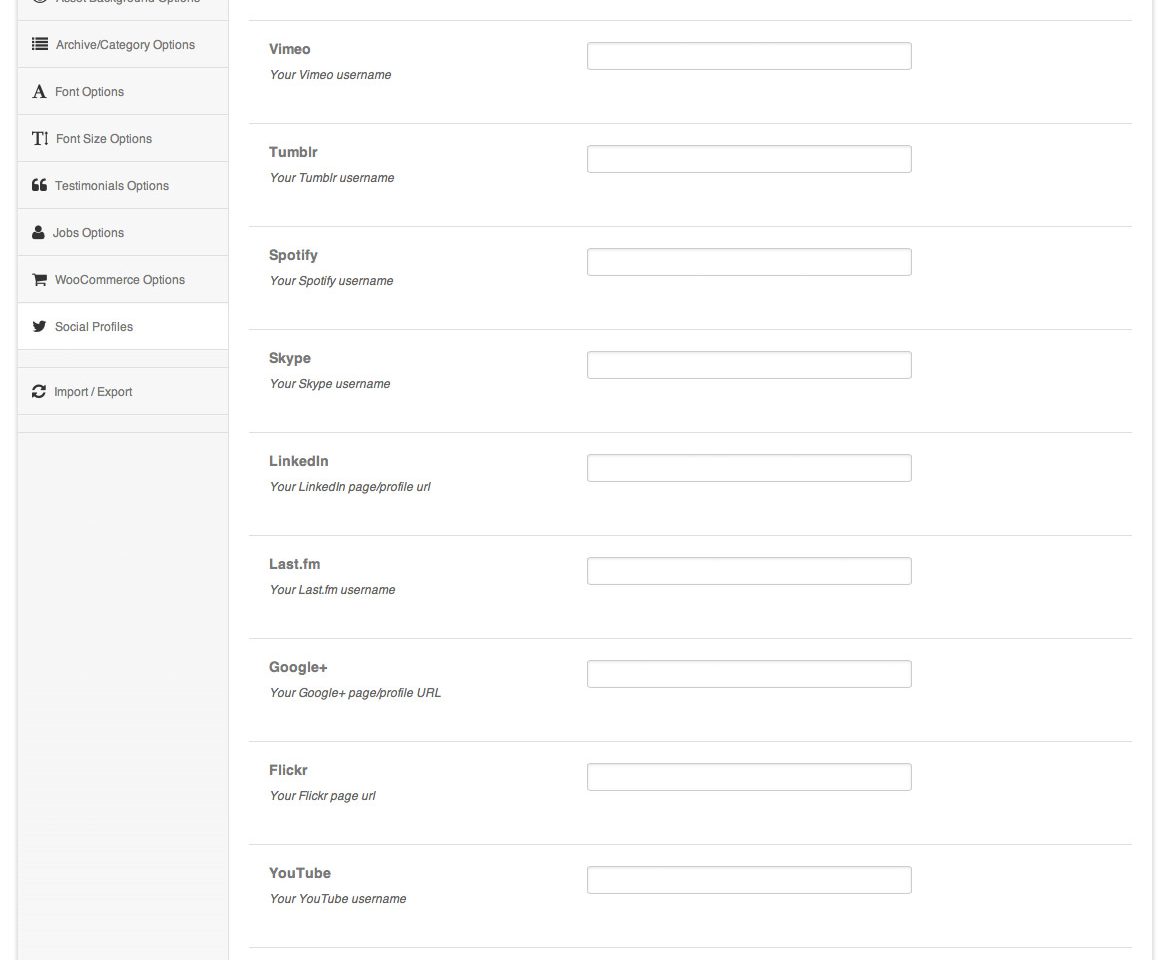 Asset Background Options
Archive/Category Options
Font Options
Font Size Options
Testimonials Options
Jobs Options
WooCommerce Options
Social Profiles
Import / Export
Vimeo
Your Vimeo username
Tumblr
Your Tumblr username
Spotify
Your Spotify username
Skype
Your Skype username
LinkedIn
Your LinkedIn page/profile url
Last.fm
Your Last.fm username
Google+
Your Google+ page/profile URL
Flickr
Your Flickr page url
YouTube
Your YouTube username